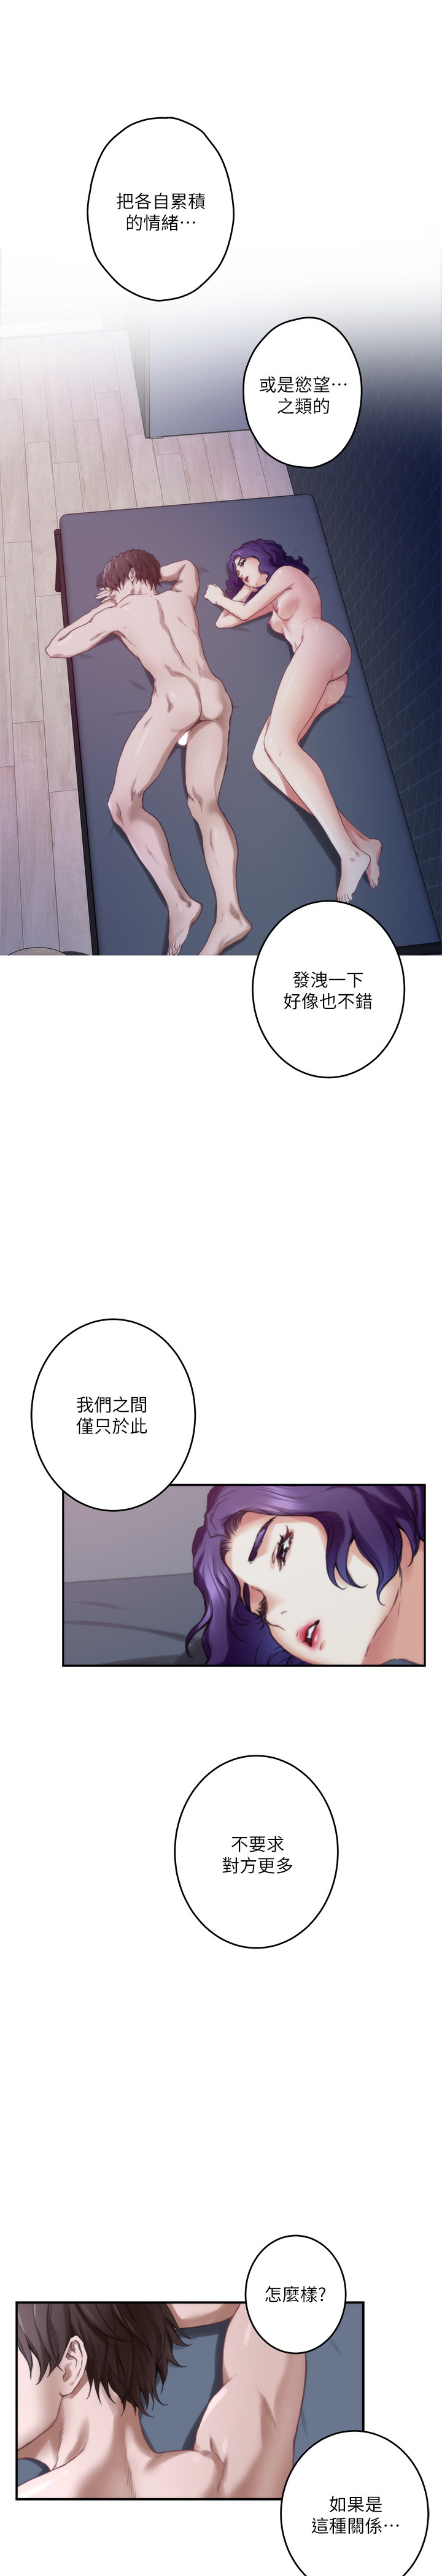 把各自累積
的情緒…
或是慾望…
之類的
發洩一下
好像也不錯
我們之間
僅只於此
不要求
對方更多
怎麼樣?
如果是
這種關係…